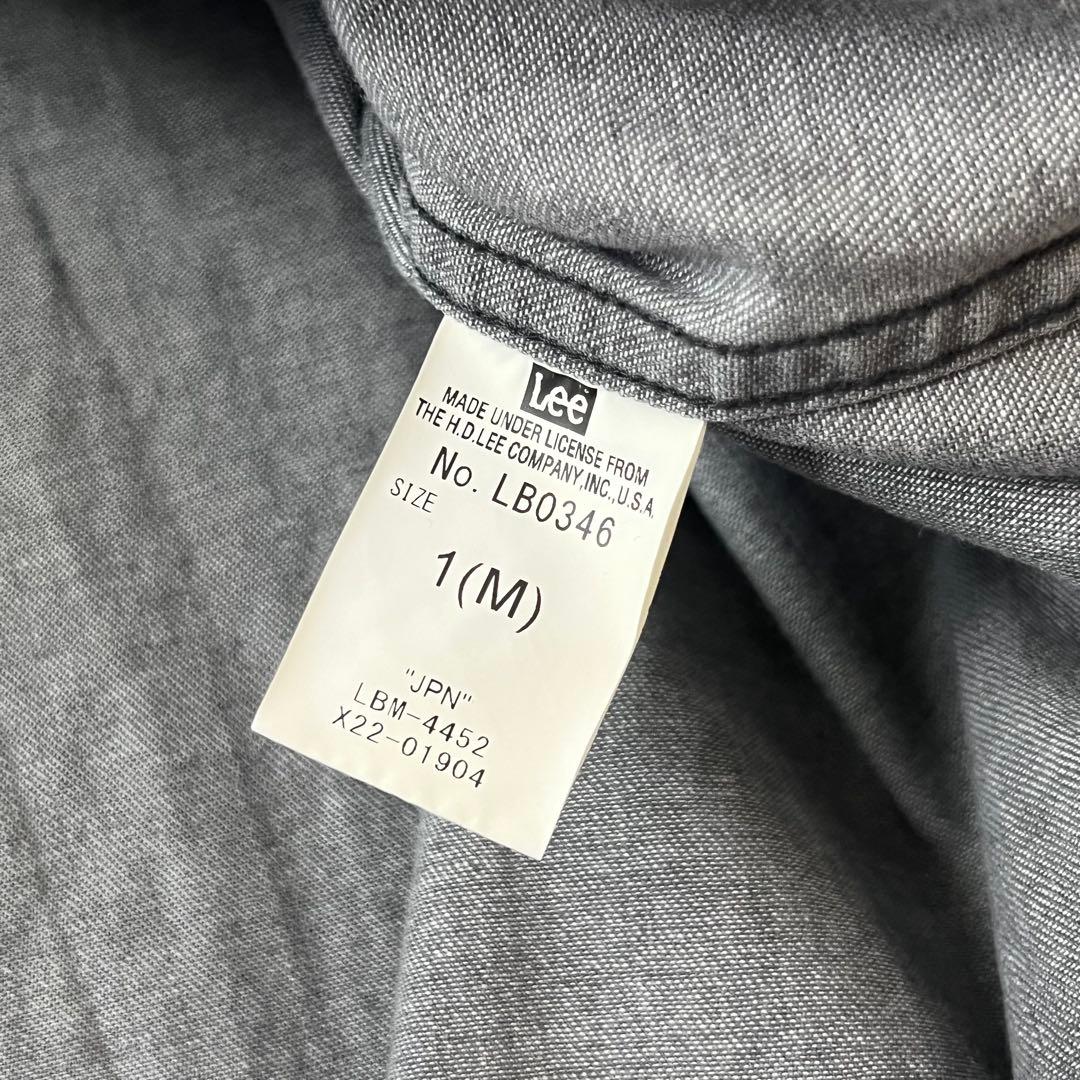 Lee
MADE UNDER LICENSE FROM
THE H.D.LEE COMPANY,INC.,U.S.A.
No. LB0346
SIZE
1(M)
"JPN"
LBM-4452
X22-01904